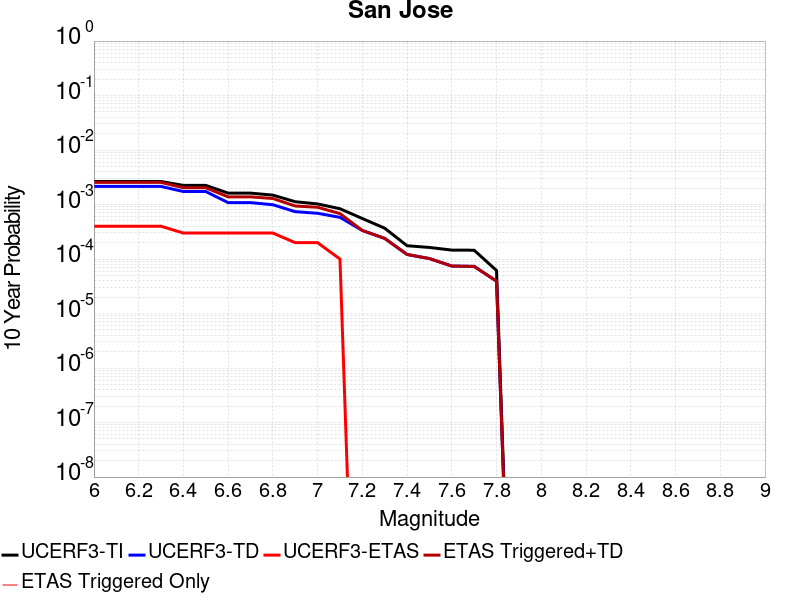 San Jose
10 Year Probability
10^0
10^-1
10^-2
10^-3
10^-4
10^-5
10^-6
10^-7
10^-8
6 6.2 6.4 6.6 6.8 7 7.2 7.4 7.6 7.8 8 8.2 8.4 8.6 8.8 9
Magnitude
UCERF3-TI UCERF3-TD UCERF3-ETAS ETAS Triggered+TD
ETAS Triggered Only